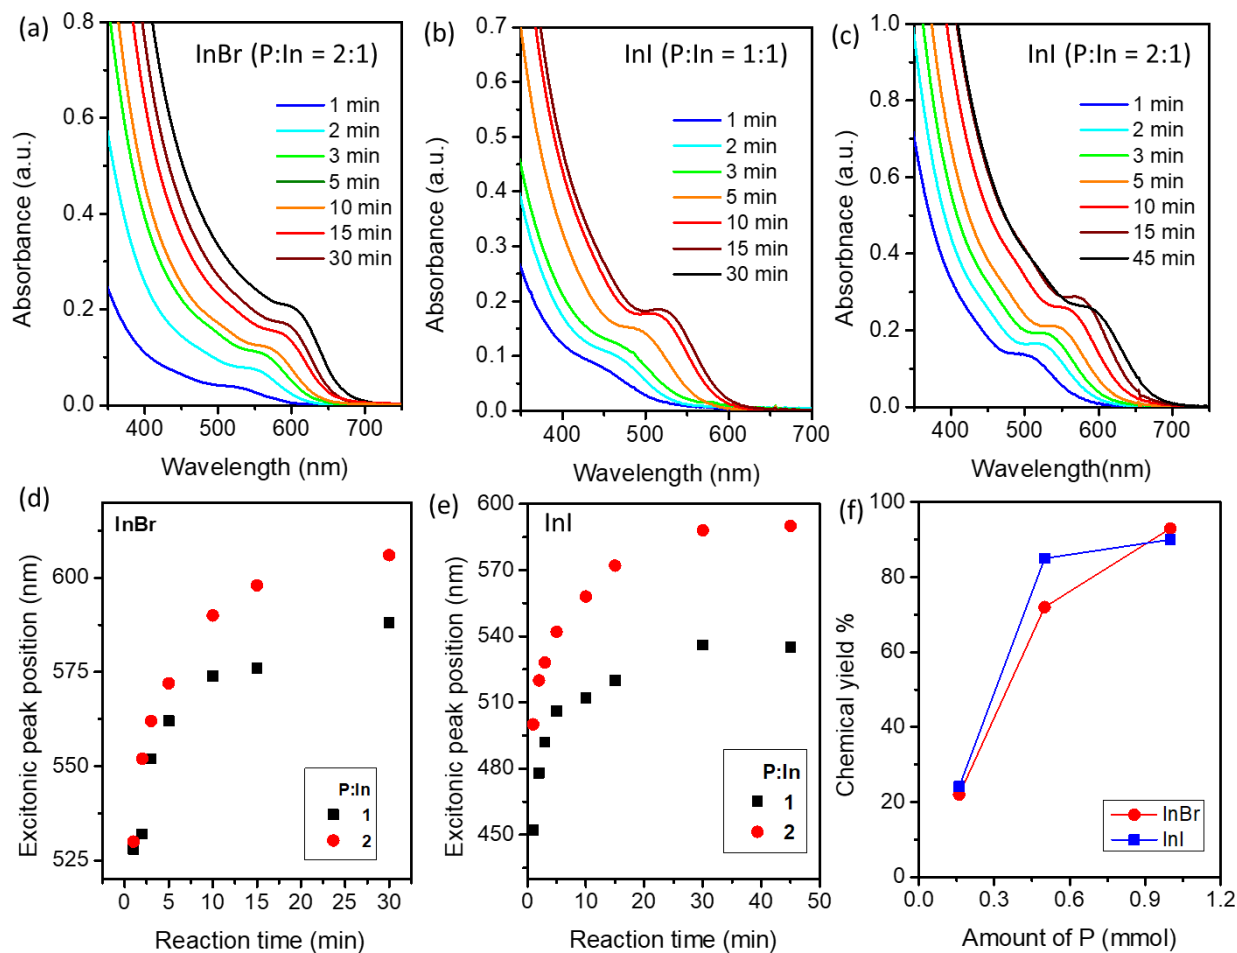 (a)
InBr (P:In = 2:1)
1 min
2 min
3 min
5 min
10 min
15 min
30 min
0.8
0.6
0.4
0.2
0.0
Absorbance (a.u.)
400
500
600
700
Wavelength (nm)
(b)
InI (P:In = 1:1)
1 min
2 min
3 min
5 min
10 min
15 min
30 min
0.7
0.6
0.5
0.4
0.3
0.2
0.1
0.0
Absorbance (a.u.)
400
500
600
700
Wavelength (nm)
(c)
InI (P:In = 2:1)
1 min
2 min
3 min
5 min
10 min
15 min
45 min
1.0
0.8
0.6
0.4
0.2
0.0
Absorbnace (a.u.)
400
500
600
700
Wavelength(nm)
(d)
InBr
600
575
550
525
Excitonic peak position (nm)
P:In
1
2
0
5
10
15
20
25
30
Reaction time (min)
(e)
InI
600
570
540
510
480
450
Excitonic peak position (nm)
P:In
1
2
0
10
20
30
40
50
Reaction time (min)
(f)
100
80
60
40
20
0
Chemical yield %
InBr
InI
0.0
0.3
0.6
0.9
1.2
Amount of P (mmol)